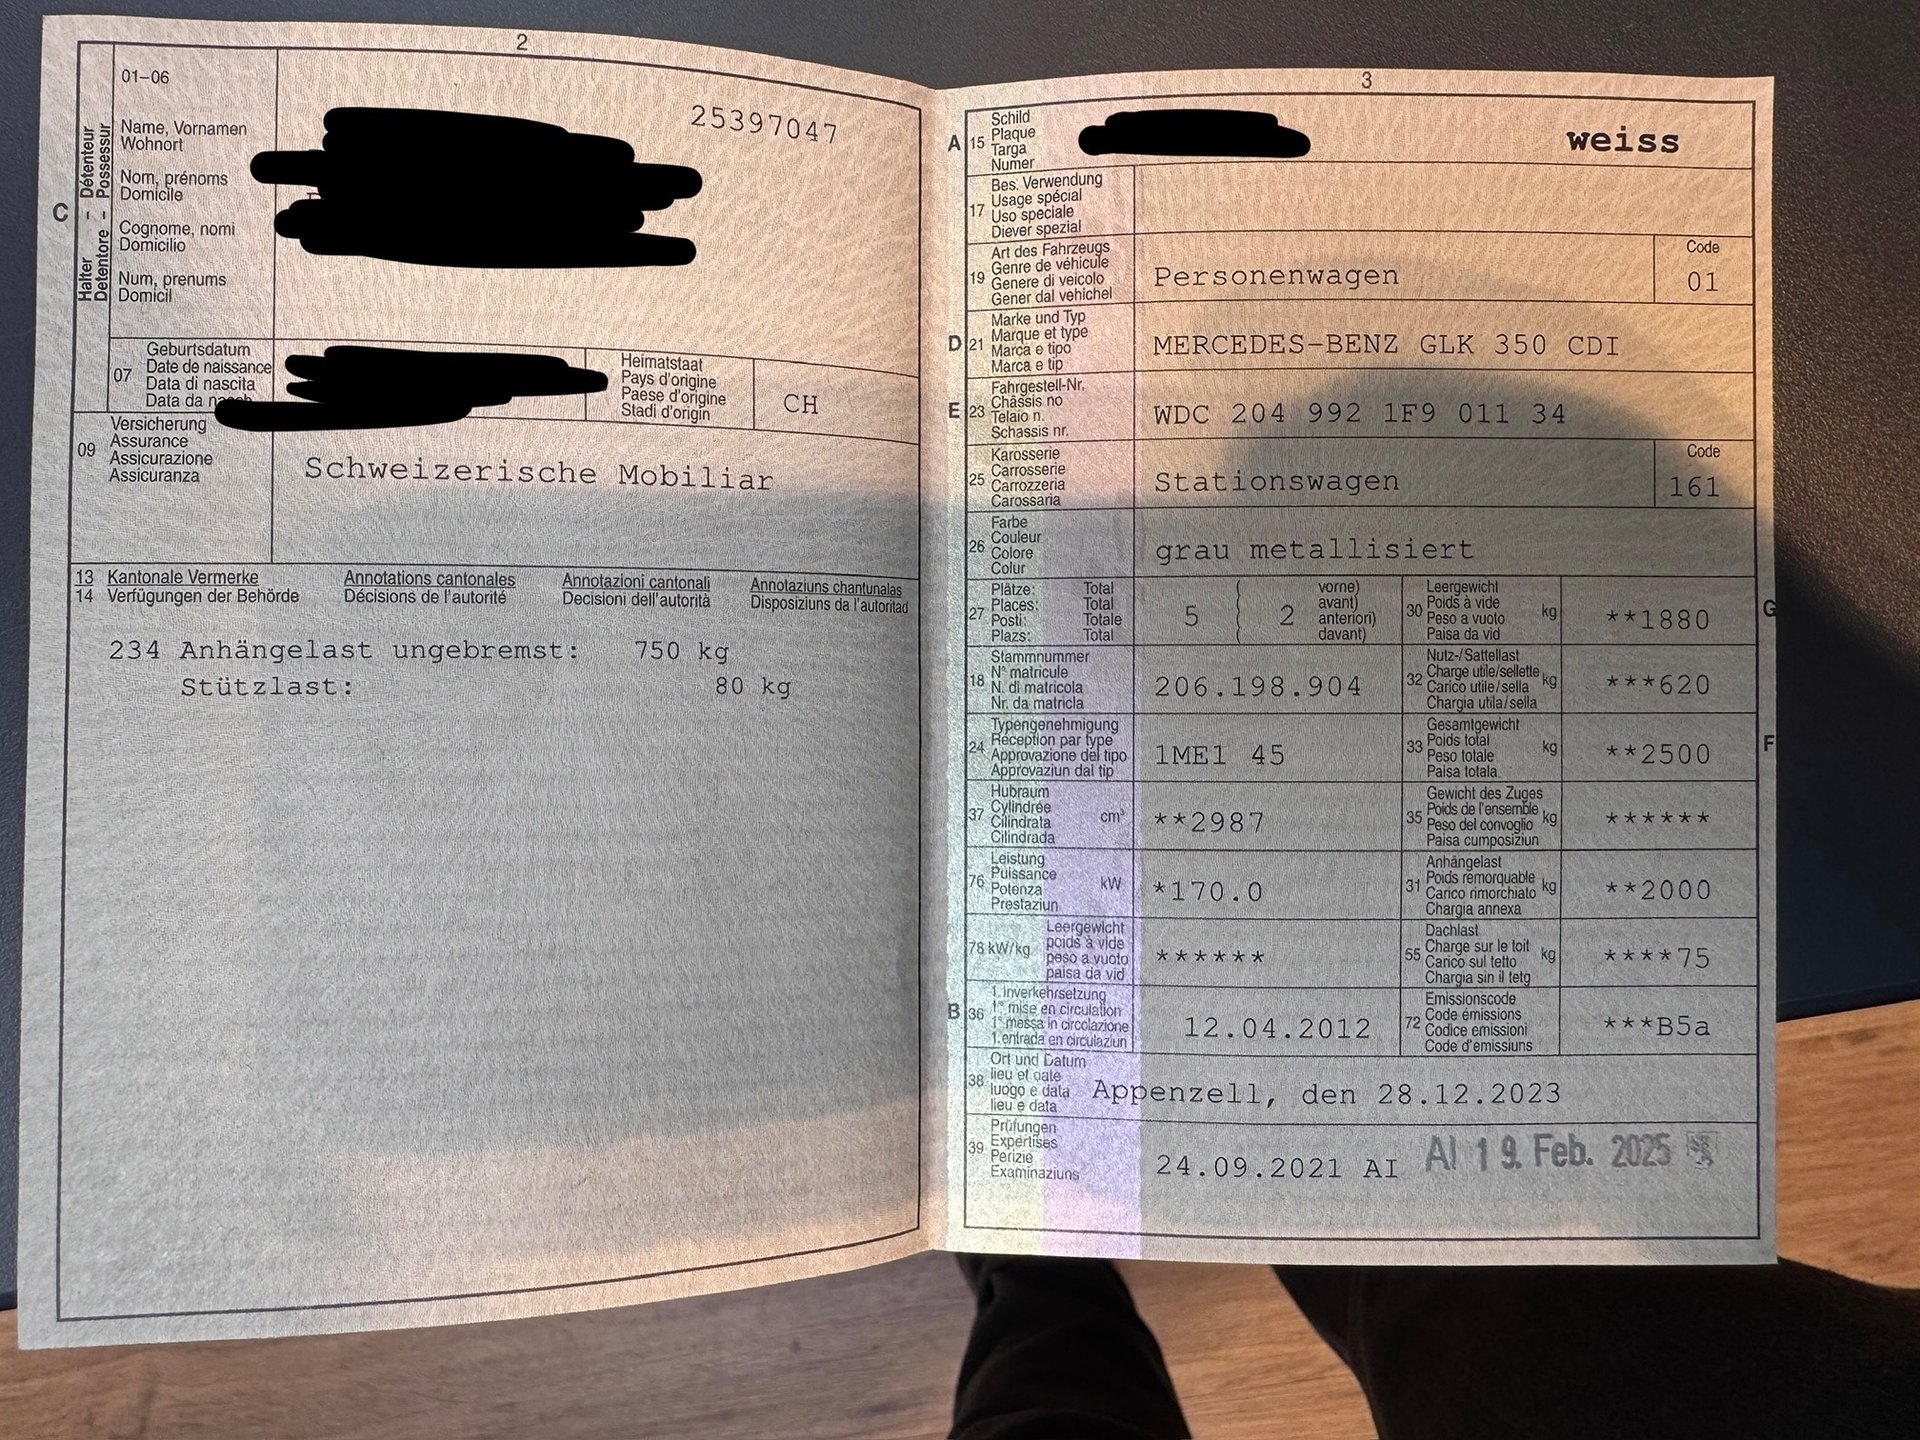 2
01-06
25397047
C
Halter - Détenteur
Detentore - Possessur
Name, Vornamen
Wohnort
Nom, prénoms
Domicile
Cognome, nomi
Domicilio
Num, prenums
Domicil
07
Geburtsdatum
Date de naissance
Data di nascita
Data da
Heimatstaat
Pays d'origine
Paese d'origine
Stadi d'origin
CH
09
Versicherung
Assurance
Assicurazione
Assicuranza
Schweizerische Mobiliar
13 Kantonale Vermerke Annotations cantonales Annotazioni cantonali Annotaziuns chantunalas
14 Verfügungen der Behörde Décisions de l'autorité Decisioni dell'autorità Disposiziuns da l'autoritad
234 Anhängelast ungebremst: 750 kg
Stützlast: 80 kg
3
A 15
Schild
Plaque
Targa
Numer
weiss
17
Bes. Verwendung
Usage spécial
Uso speciale
Diever spezial
19
Art des Fahrzeugs
Genre de véhicule
Genere di veicolo
Gener dal vehichel
Personenwagen
Code
01
D 21
Marke und Typ
Marque et type
Marca e tipo
Marca e tip
MERCEDES-BENZ GLK 350 CDI
E 23
Fahrgestell-Nr.
Châssis no
Telaio n.
Schassis nr.
WDC 204 992 1F9 011 34
25
Karosserie
Carrosserie
Carrozzeria
Carossaria
Stationswagen
Code
161
26
Farbe
Couleur
Colore
Colur
grau metallisiert
27
Plätze: Total
Places: Total
Posti: Totale
Plazs: Total
5 ( 2
vorne)
avant)
anteriori)
davant)
30
Leergewicht
Poids à vide
Peso a vuoto
Paisa da vid
kg
**1880
G
18
Stammnummer
N° matricule
N. di matricola
Nr. da matricla
206.198.904
32
Nutz-/Sattellast
Charge utile/sellette
Carico utile/sella
Chargia utila/sella
kg
***620
24
Typengenehmigung
Réception par type
Approvazione del tipo
Approvaziun dal tip
1ME1 45
33
Gesamtgewicht
Poids total
Peso totale
Paisa totala
kg
**2500
F
37
Hubraum
Cylindrée
Cilindrata
Cilindrada
cm³
**2987
35
Gewicht des Zuges
Poids de l'ensemble
Peso del convoglio
Paisa cumposiziun
kg
******
76
Leistung
Puissance
Potenza
Prestaziun
kW
*170.0
31
Anhängelast
Poids remorquable
Carico rimorchiato
Chargia annexa
kg
**2000
78 kW/kg
Leergewicht
poids à vide
peso a vuoto
paisa da vid
******
55
Dachlast
Charge sur le toit
Carico sul tetto
Chargia sin il tetg
kg
****75
B 36
1. Inverkehrsetzung
1re mise en circulation
1a messa in circolazione
1. entrada en circulaziun
12.04.2012
72
Emissionscode
Code émissions
Codice emissioni
Code d'emissiuns
***B5a
38
Ort und Datum
lieu et date
luogo e data
lieu e data
Appenzell, den 28.12.2023
39
Prüfungen
Expertises
Perizie
Examinaziuns
24.09.2021 AI
AI 19. Feb. 2025